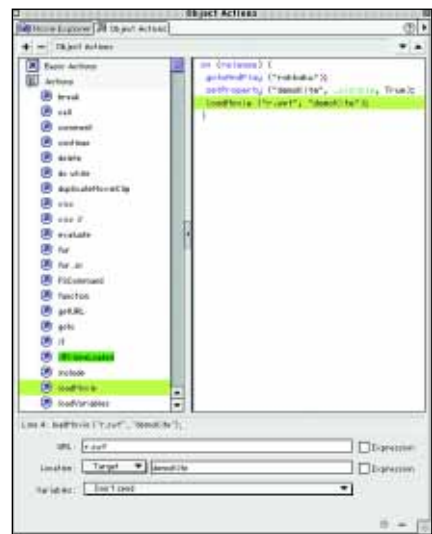 Object Actions
Movie Explorer Object Actions
Object Actions
Basic Actions
Actions
break
call
comment
continue
delete
do while
duplicateMovieClip
else
else if
evaluate
for
for..in
FSCommand
function
getURL
goto
if
ifFrameLoaded
include
loadMovie
loadVariables
on (release) {
gotoAndPlay (
setProperty ("demoSite", , True);
loadMovie ("r.swf", "demoSite");
}
Line 4: loadMovie ("r.swf", "demoSite");
URL: r.swf Expression
Location: Target demoSite Expression
Variables: Don't send